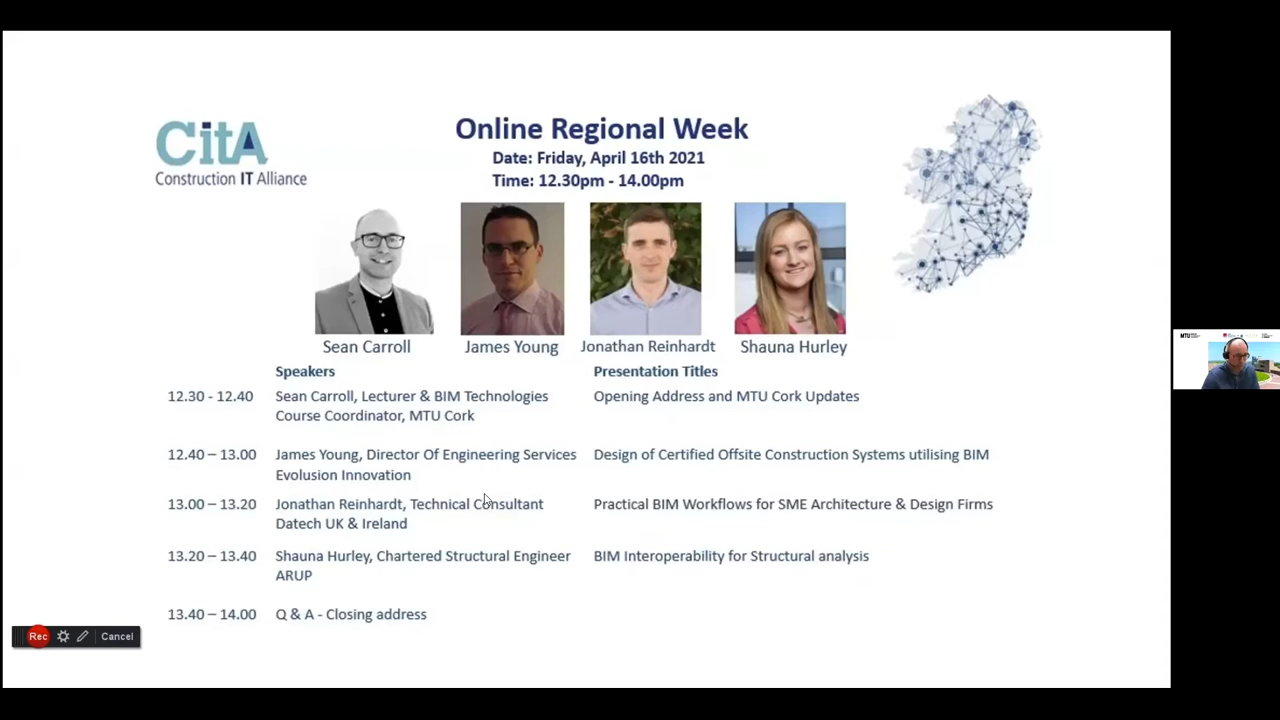 CitA
Construction IT Alliance
Online Regional Week
Date: Friday, April 16th 2021
Time: 12.30pm - 14.00pm
Sean Carroll
James Young
Jonathan Reinhardt
Shauna Hurley
Speakers
Presentation Titles
12.30 - 12.40
Sean Carroll, Lecturer & BIM Technologies
Course Coordinator, MTU Cork
Opening Address and MTU Cork Updates
12.40 – 13.00
James Young, Director Of Engineering Services
Evolusion Innovation
Design of Certified Offsite Construction Systems utilising BIM
13.00 – 13.20
Jonathan Reinhardt, Technical Consultant
Datech UK & Ireland
Practical BIM Workflows for SME Architecture & Design Firms
13.20 – 13.40
Shauna Hurley, Chartered Structural Engineer
ARUP
BIM Interoperability for Structural analysis
13.40 – 14.00
Q & A - Closing address
Rec
Cancel
MTU